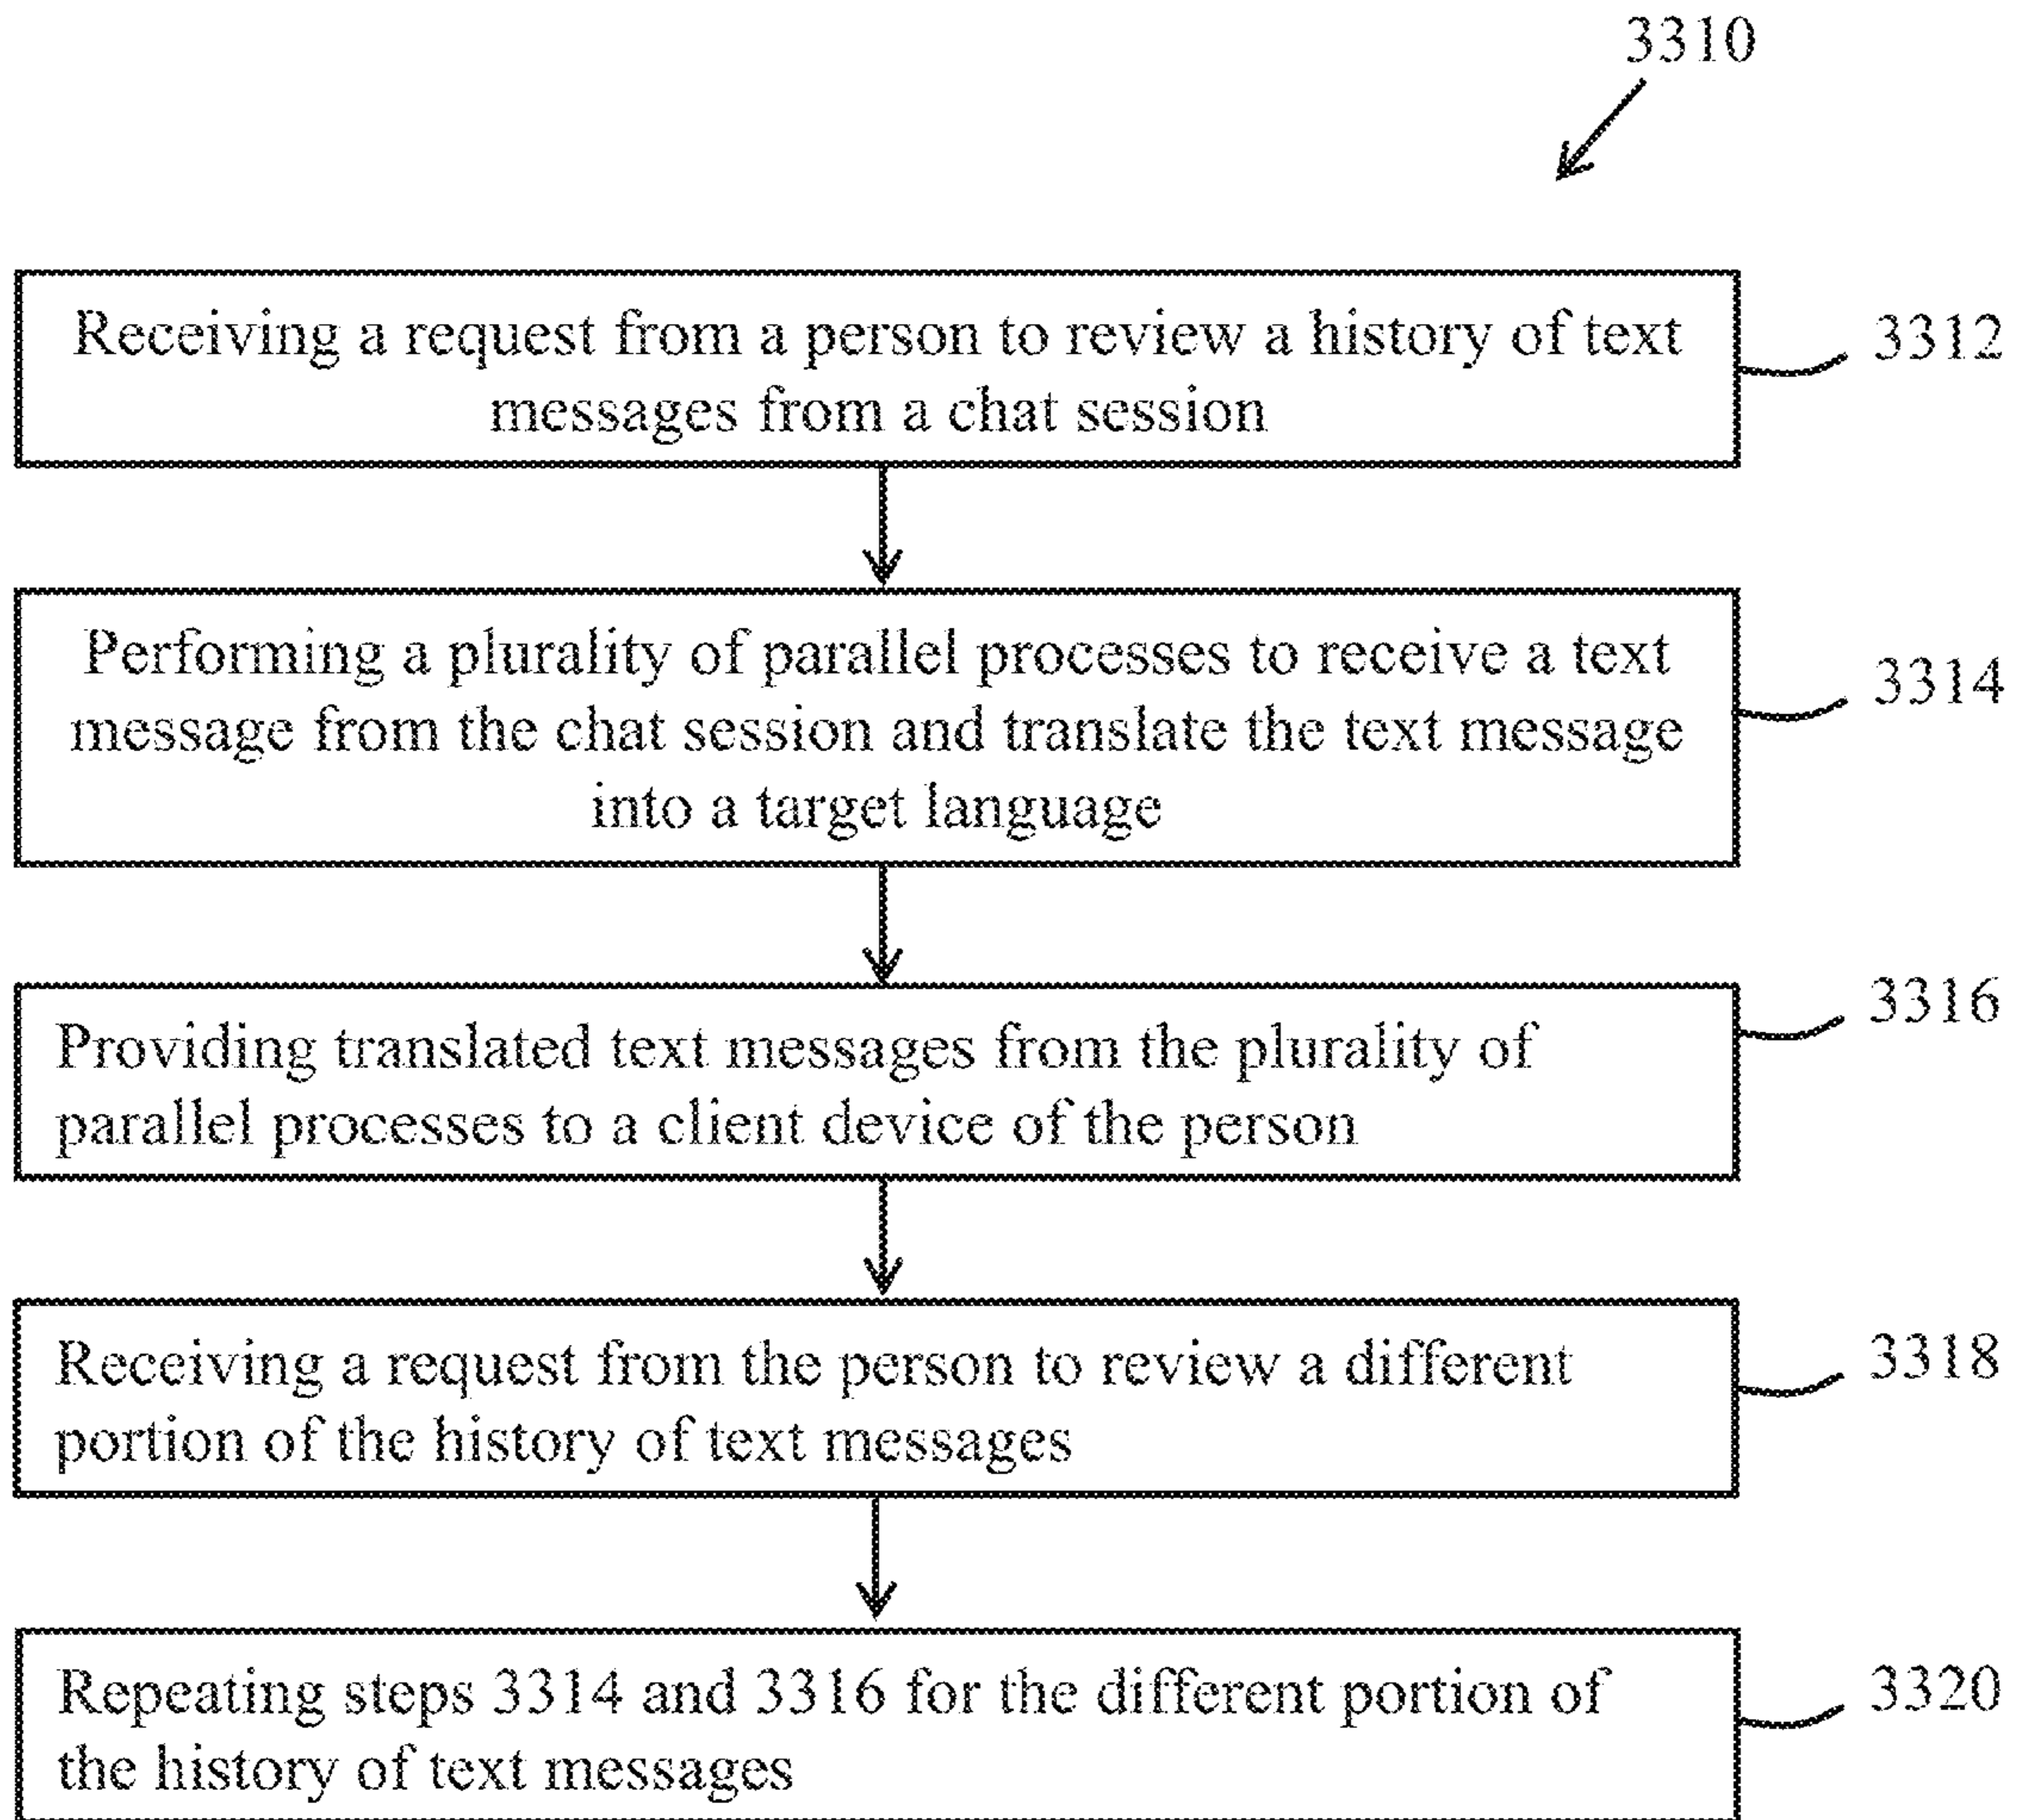 3310
Receiving a request from a person to review a history of text
messages from a chat session
3312
Performing a plurality of parallel processes to receive a text
message from the chat session and translate the text message
into a target language
3314
Providing translated text messages from the plurality of
parallel processes to a client device of the person
3316
Receiving a request from the person to review a different
portion of the history of text messages
3318
Repeating steps 3314 and 3316 for the different portion of
the history of text messages
3320